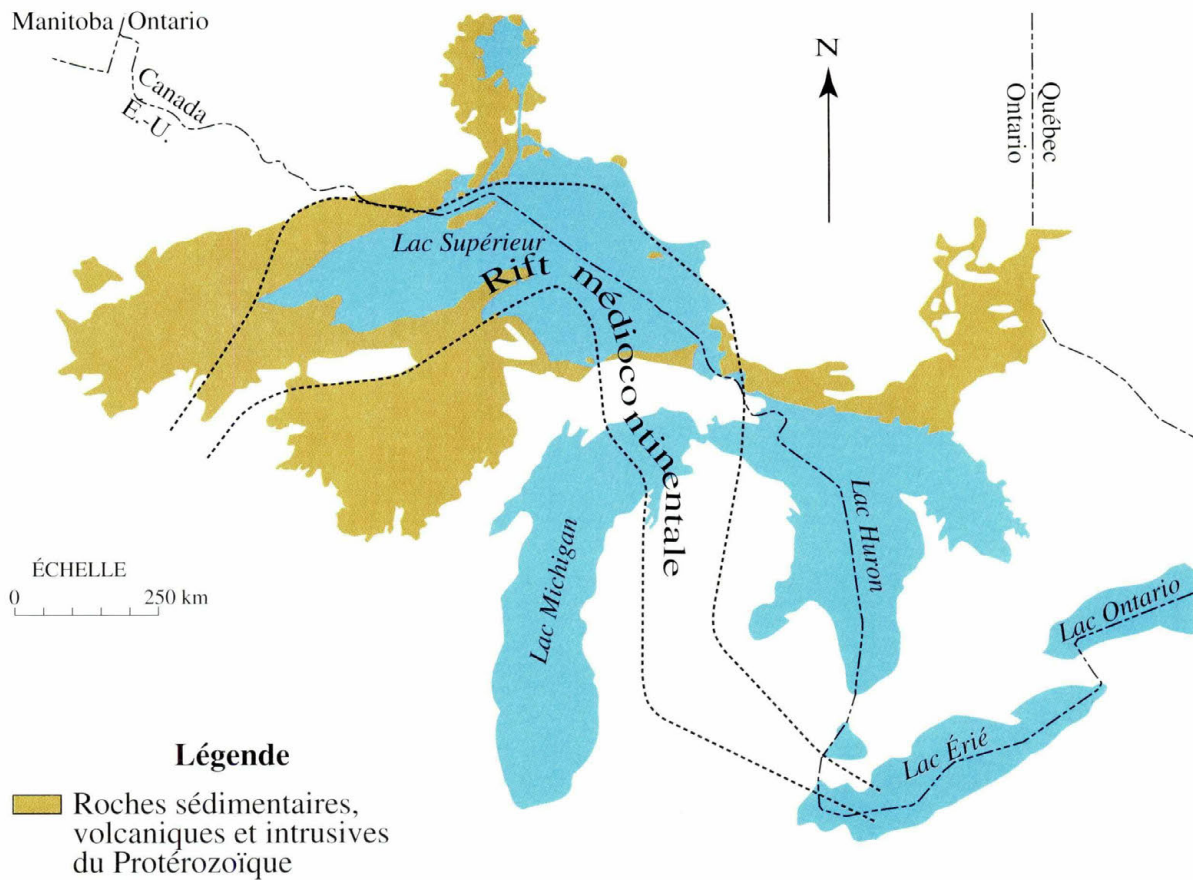 Manitoba Ontario
Canada
É.-U.
N
Québec
Ontario
Lac Supérieur
Rift médiocontinentale
Lac Michigan
Lac Huron
Lac Ontario
Lac Érié
ÉCHELLE
0 250 km
Légende
Roches sédimentaires,
volcaniques et intrusives
du Protérozoïque